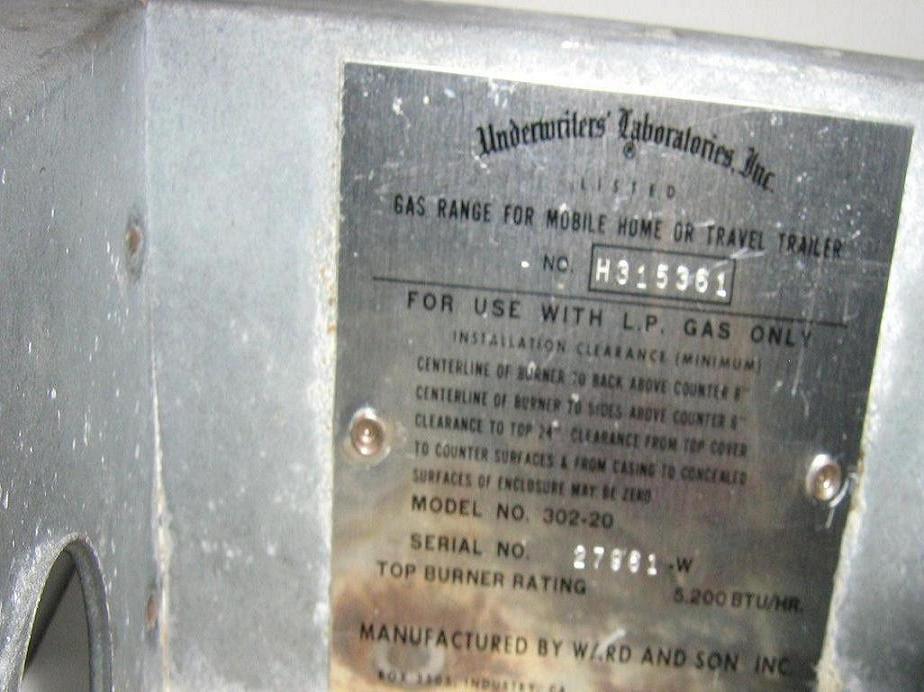 Underwriters' Laboratories, Inc.
®
LISTED
GAS RANGE FOR MOBILE HOME OR TRAVEL TRAILER
NO. H315361
FOR USE WITH L.P. GAS ONLY
INSTALLATION CLEARANCE (MINIMUM)
CENTERLINE OF BURNER TO BACK ABOVE COUNTER
CENTERLINE OF BURNER TO SIDES ABOVE COUNTER
CLEARANCE TO TOP 24" CLEARANCE FROM TOP COVER
TO COUNTER SURFACES & FROM CASING TO CONCEALED
SURFACES OF ENCLOSURE MAY BE ZERO
MODEL NO. 302-20
SERIAL NO. -W
TOP BURNER RATING 5,200 BTU/HR.
MANUFACTURED BY WARD AND SON INC
BOX INDUSTRY, CA